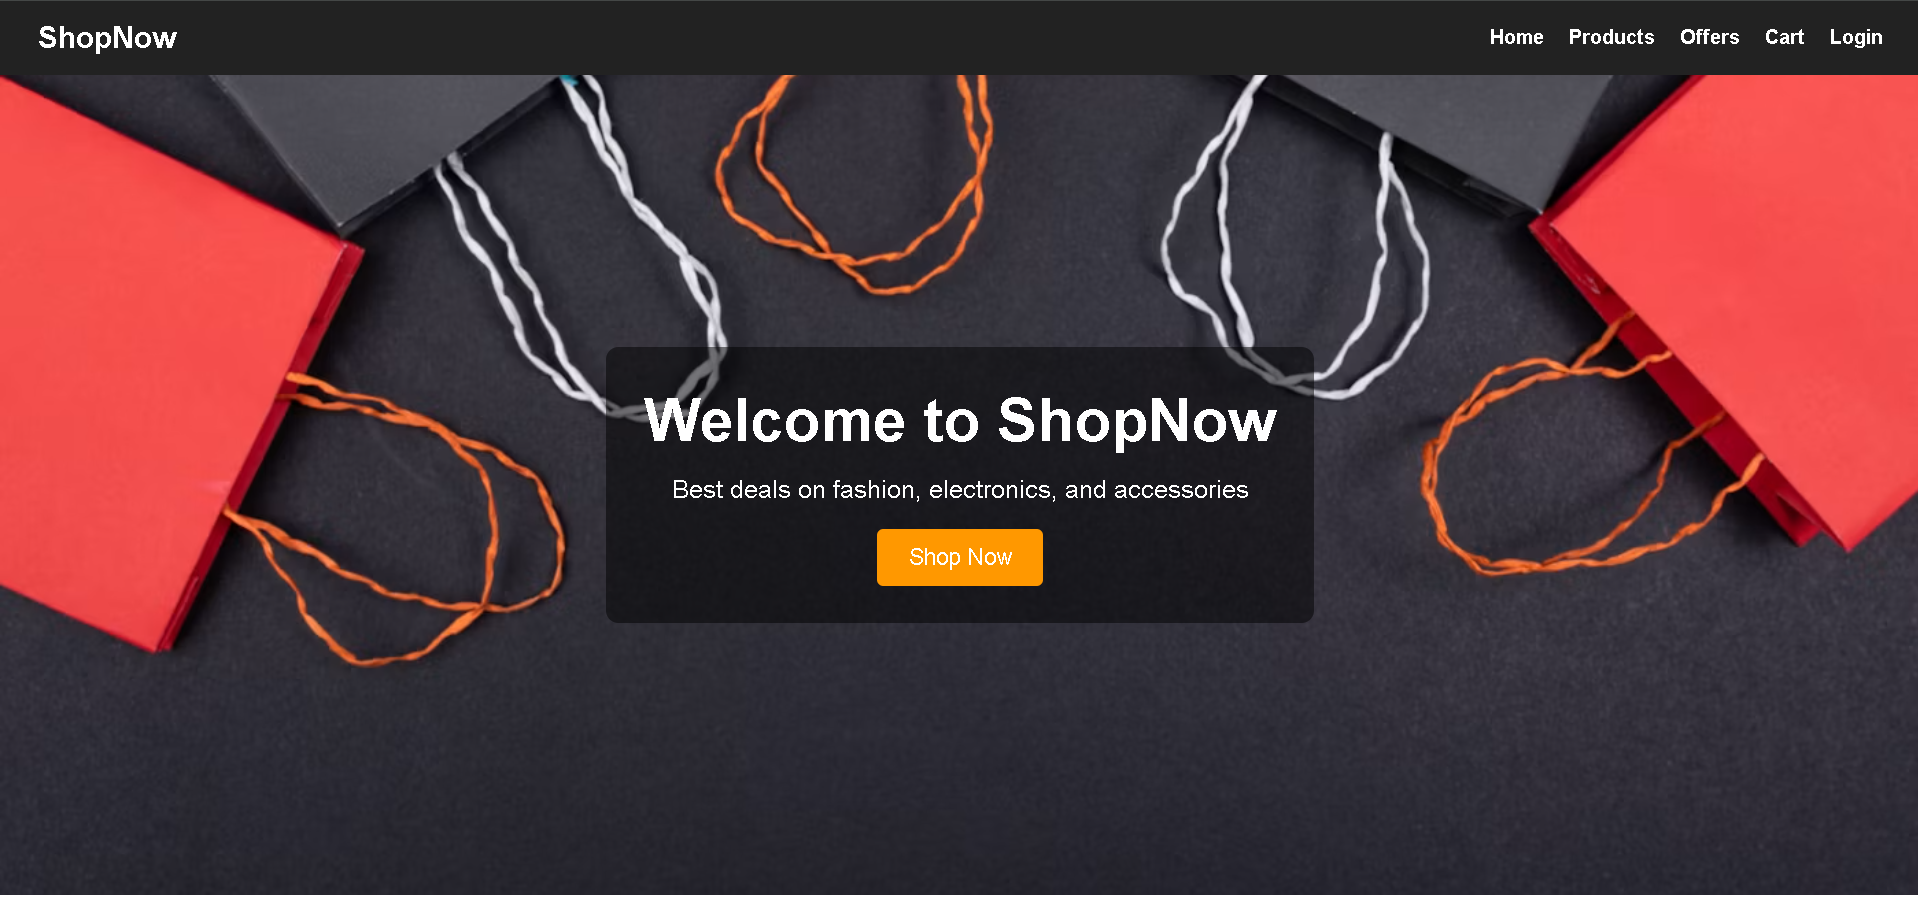 ShopNow
Home Products Offers Cart Login
Welcome to ShopNow
Best deals on fashion, electronics, and accessories
Shop Now